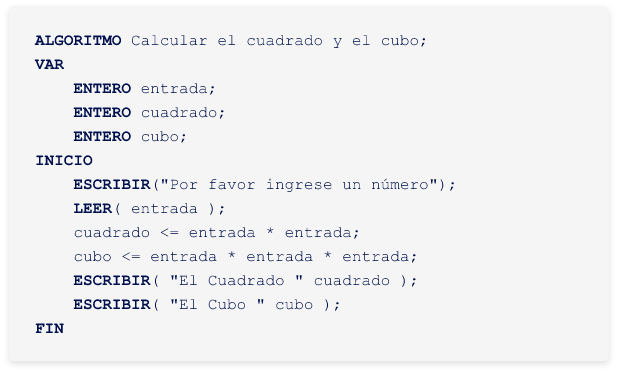 ALGORITMO Calcular el cuadrado y el cubo;
VAR
    ENTERO entrada;
    ENTERO cuadrado;
    ENTERO cubo;
INICIO
    ESCRIBIR("Por favor ingrese un número");
    LEER( entrada );
    cuadrado <= entrada * entrada;
    cubo <= entrada * entrada * entrada;
    ESCRIBIR( "El Cuadrado " cuadrado );
    ESCRIBIR( "El Cubo " cubo );
FIN